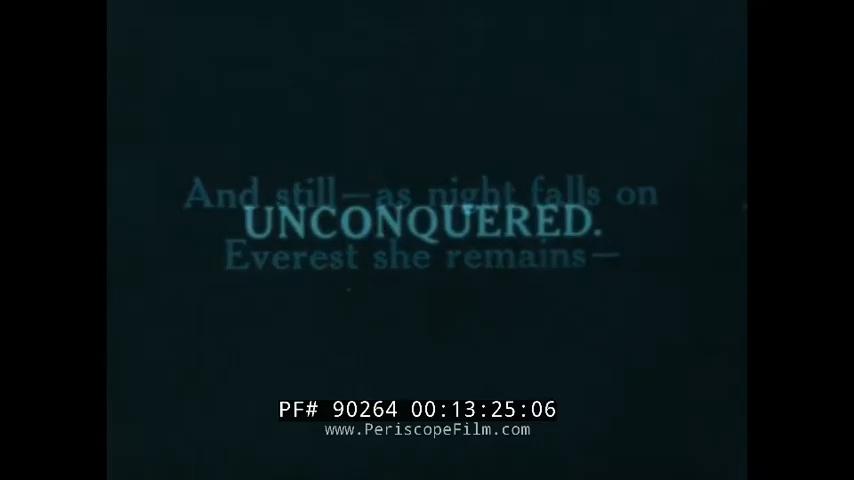 And still—as night falls on
UNCONQUERED.
Everest she remains—
PF# 90264 00:13:25:06
www.PeriscopeFilm.com